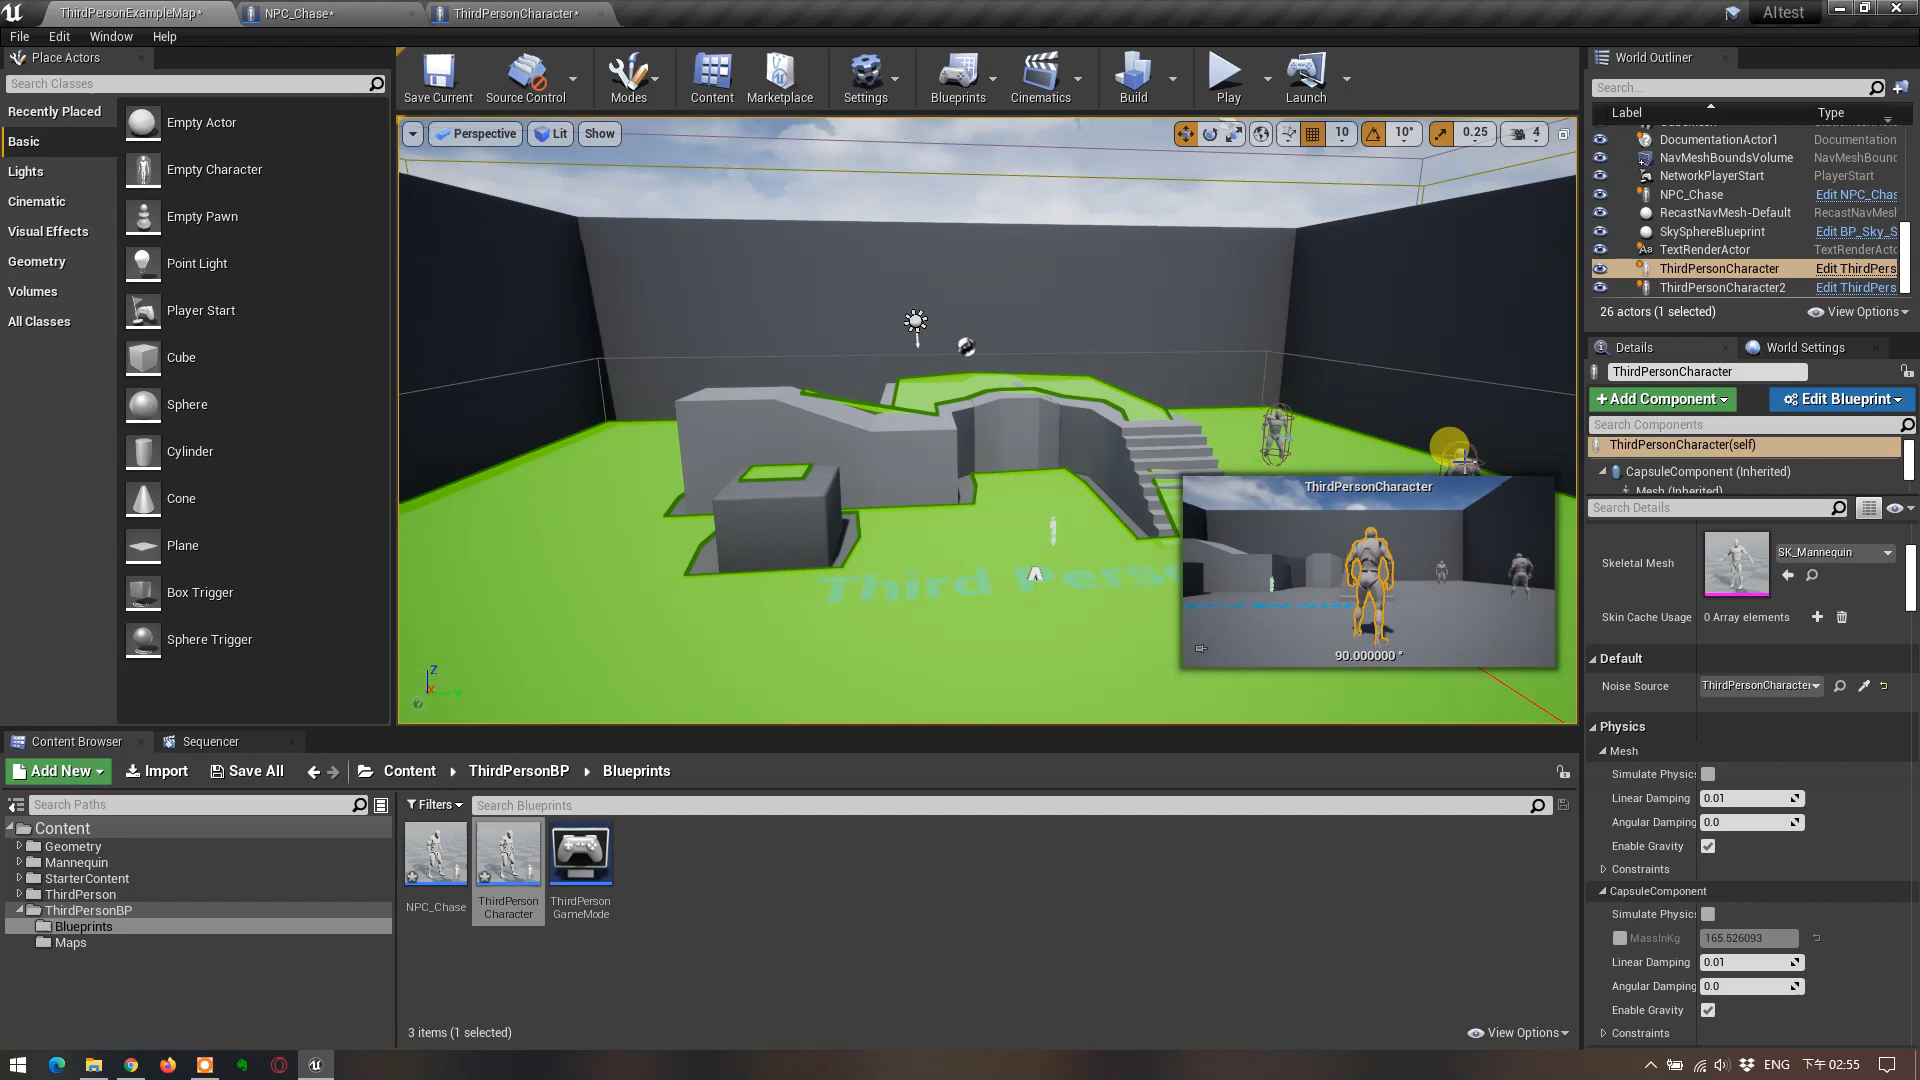 ThirdPersonExampleMap*
NPC_Chase*
ThirdPersonCharacter*
AItest
File Edit Window Help
Place Actors
Search Classes
Recently Placed
Basic
Lights
Cinematic
Visual Effects
Geometry
Volumes
All Classes
Empty Actor
Empty Character
Empty Pawn
Point Light
Player Start
Cube
Sphere
Cylinder
Cone
Plane
Box Trigger
Sphere Trigger
Save Current Source Control Modes Content Marketplace Settings Blueprints Cinematics Build Play Launch
Perspective Lit Show
10 10° 0.25 4
Third Perso
ThirdPersonCharacter
90.000000 °
Z
X
Y
World Outliner
Search...
Label Type
DocumentationActor1 Documentation
NavMeshBoundsVolume NavMeshBound
NetworkPlayerStart PlayerStart
NPC_Chase Edit NPC_Chas
RecastNavMesh-Default RecastNavMesh
SkySphereBlueprint Edit BP_Sky_S
TextRenderActor TextRenderActo
ThirdPersonCharacter Edit ThirdPers
ThirdPersonCharacter2 Edit ThirdPers
26 actors (1 selected) View Options
Details World Settings
ThirdPersonCharacter
+Add Component Edit Blueprint
Search Components
ThirdPersonCharacter(self)
CapsuleComponent (Inherited)
Mesh (Inherited)
Search Details
Skeletal Mesh SK_Mannequin
Skin Cache Usage 0 Array elements
Default
Noise Source ThirdPersonCharacter
Physics
Mesh
Simulate Physics
Linear Damping 0.01
Angular Damping 0.0
Enable Gravity
Constraints
CapsuleComponent
Simulate Physics
MassInKg 165.526093
Linear Damping 0.01
Angular Damping 0.0
Enable Gravity
Constraints
Content Browser Sequencer
Add New Import Save All Content ThirdPersonBP Blueprints
Search Paths
Content
Geometry
Mannequin
StarterContent
ThirdPerson
ThirdPersonBP
Blueprints
Maps
Filters Search Blueprints
NPC_Chase
ThirdPerson
Character
ThirdPerson
GameMode
3 items (1 selected) View Options
ENG 下午 02:55